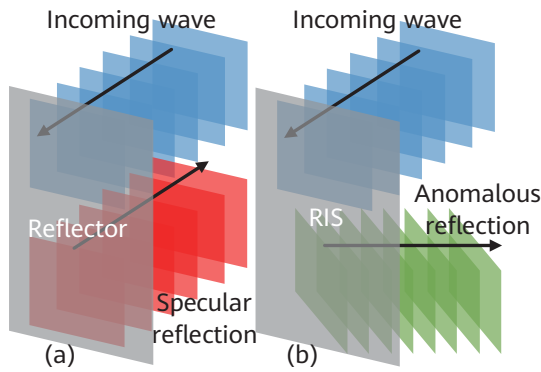 Incoming wave
Reflector
Specular
reflection
(a)
Incoming wave
RIS
Anomalous
reflection
(b)